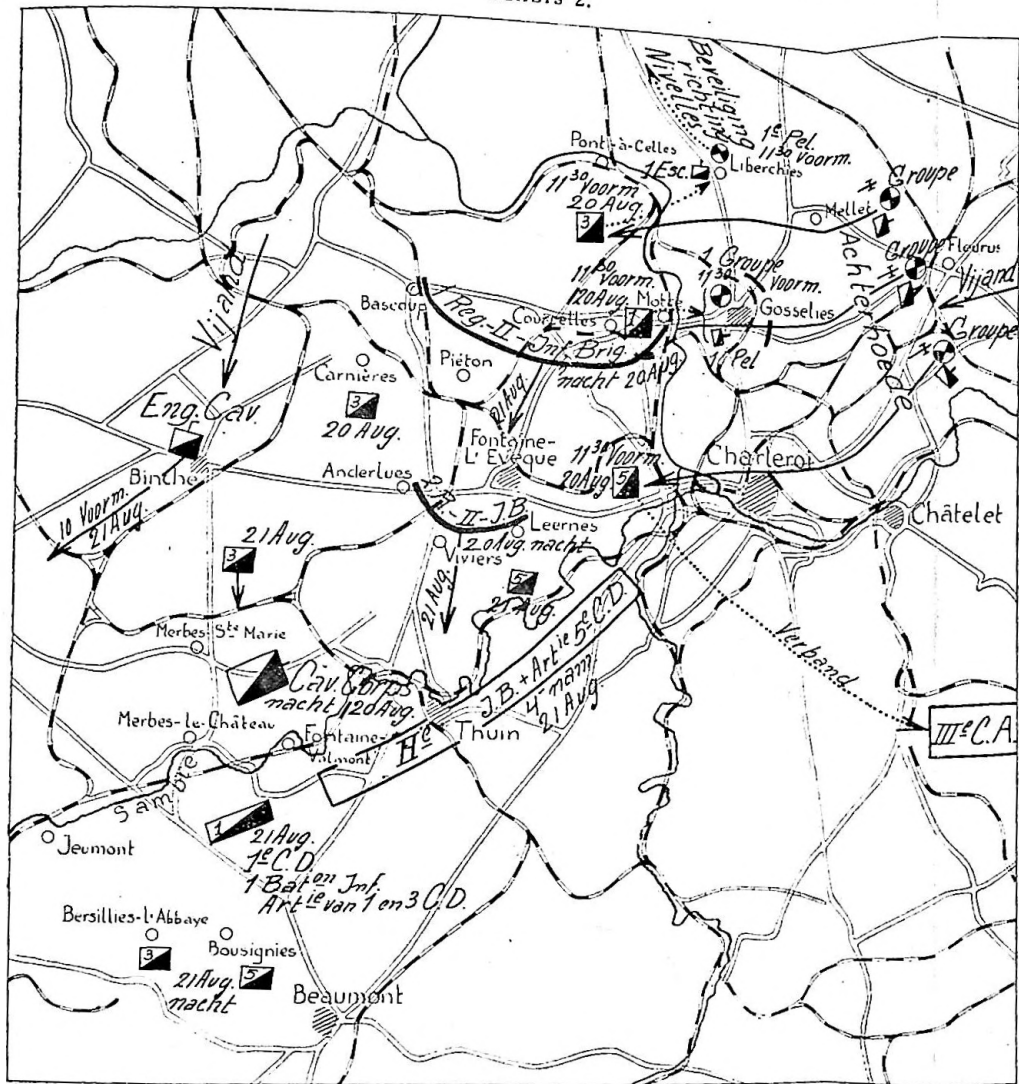 2.
Beveiliging
richting
Nivelles
1e Pel.
11³⁰ voorm.
Pont-à-Celles
1 Esc.
Liberchies
11³⁰ voorm.
20 Aug.
3
Groupe
Mellet
Achterhoede
Groupe
Fleurus
Vijand
Vijand
1 Groupe
11³⁰ voorm.
11³⁰ voorm.
20 Aug.
Bascoup
Motte
Courcelles
1
Gosselies
Groupe
1 Reg.-II-Inf. Brig.
nacht 20 Aug.
1 Pel
Piéton
Carnières
3
20 Aug.
21 Aug.
Eng. Cav.
Binche
Fontaine-
L'Evêque
11³⁰ voorm.
20 Aug.
5
Charleroi
Anderlues
2 R.-II-J.B.
Leernes
20 Aug. nacht
Châtelet
10 voorm.
21 Aug.
3
21 Aug.
Viviers
21 Aug.
5
21 Aug.
Merbes Ste Marie
Cav. Corps
nacht 20 Aug.
J.B. + Artie 5e C.D.
4 nam
21 Aug.
Verband
Merbes-le-Château
Fontaine-
Valmont
Thuin
He
IIIe C.A.
Sambre
Jeumont
1
21 Aug.
1e C.D.
1 Baton Inf.
Artie van 1 en 3 C.D.
Bersillies-l'Abbaye
3
Bousignies
21 Aug.
nacht
5
Beaumont